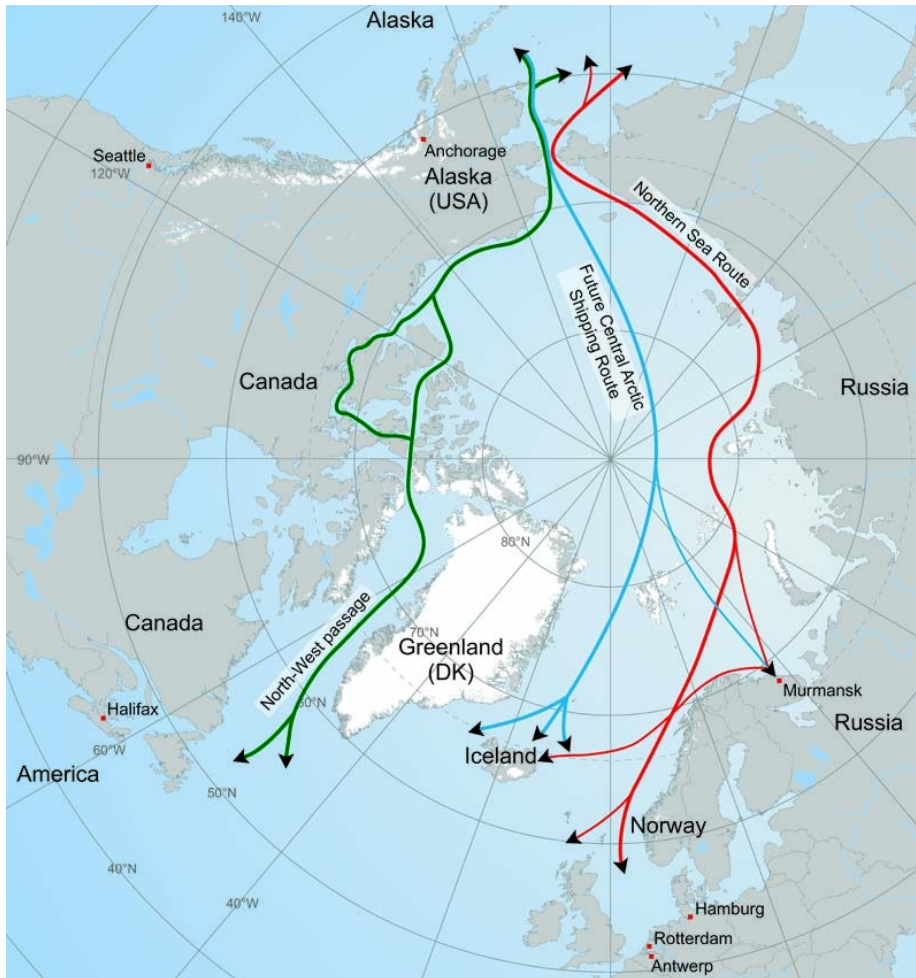 140°W
Alaska
Seattle
120°W
Anchorage
Alaska
(USA)
Northern Sea Route
Future Central Arctic
Shipping Route
Canada
Russia
90°W
80°N
North-West passage
Canada
70°N
Greenland
(DK)
Murmansk
60°N
Halifax
Russia
60°W
Iceland
America
50°N
Norway
40°N
40°W
Hamburg
Rotterdam
Antwerp